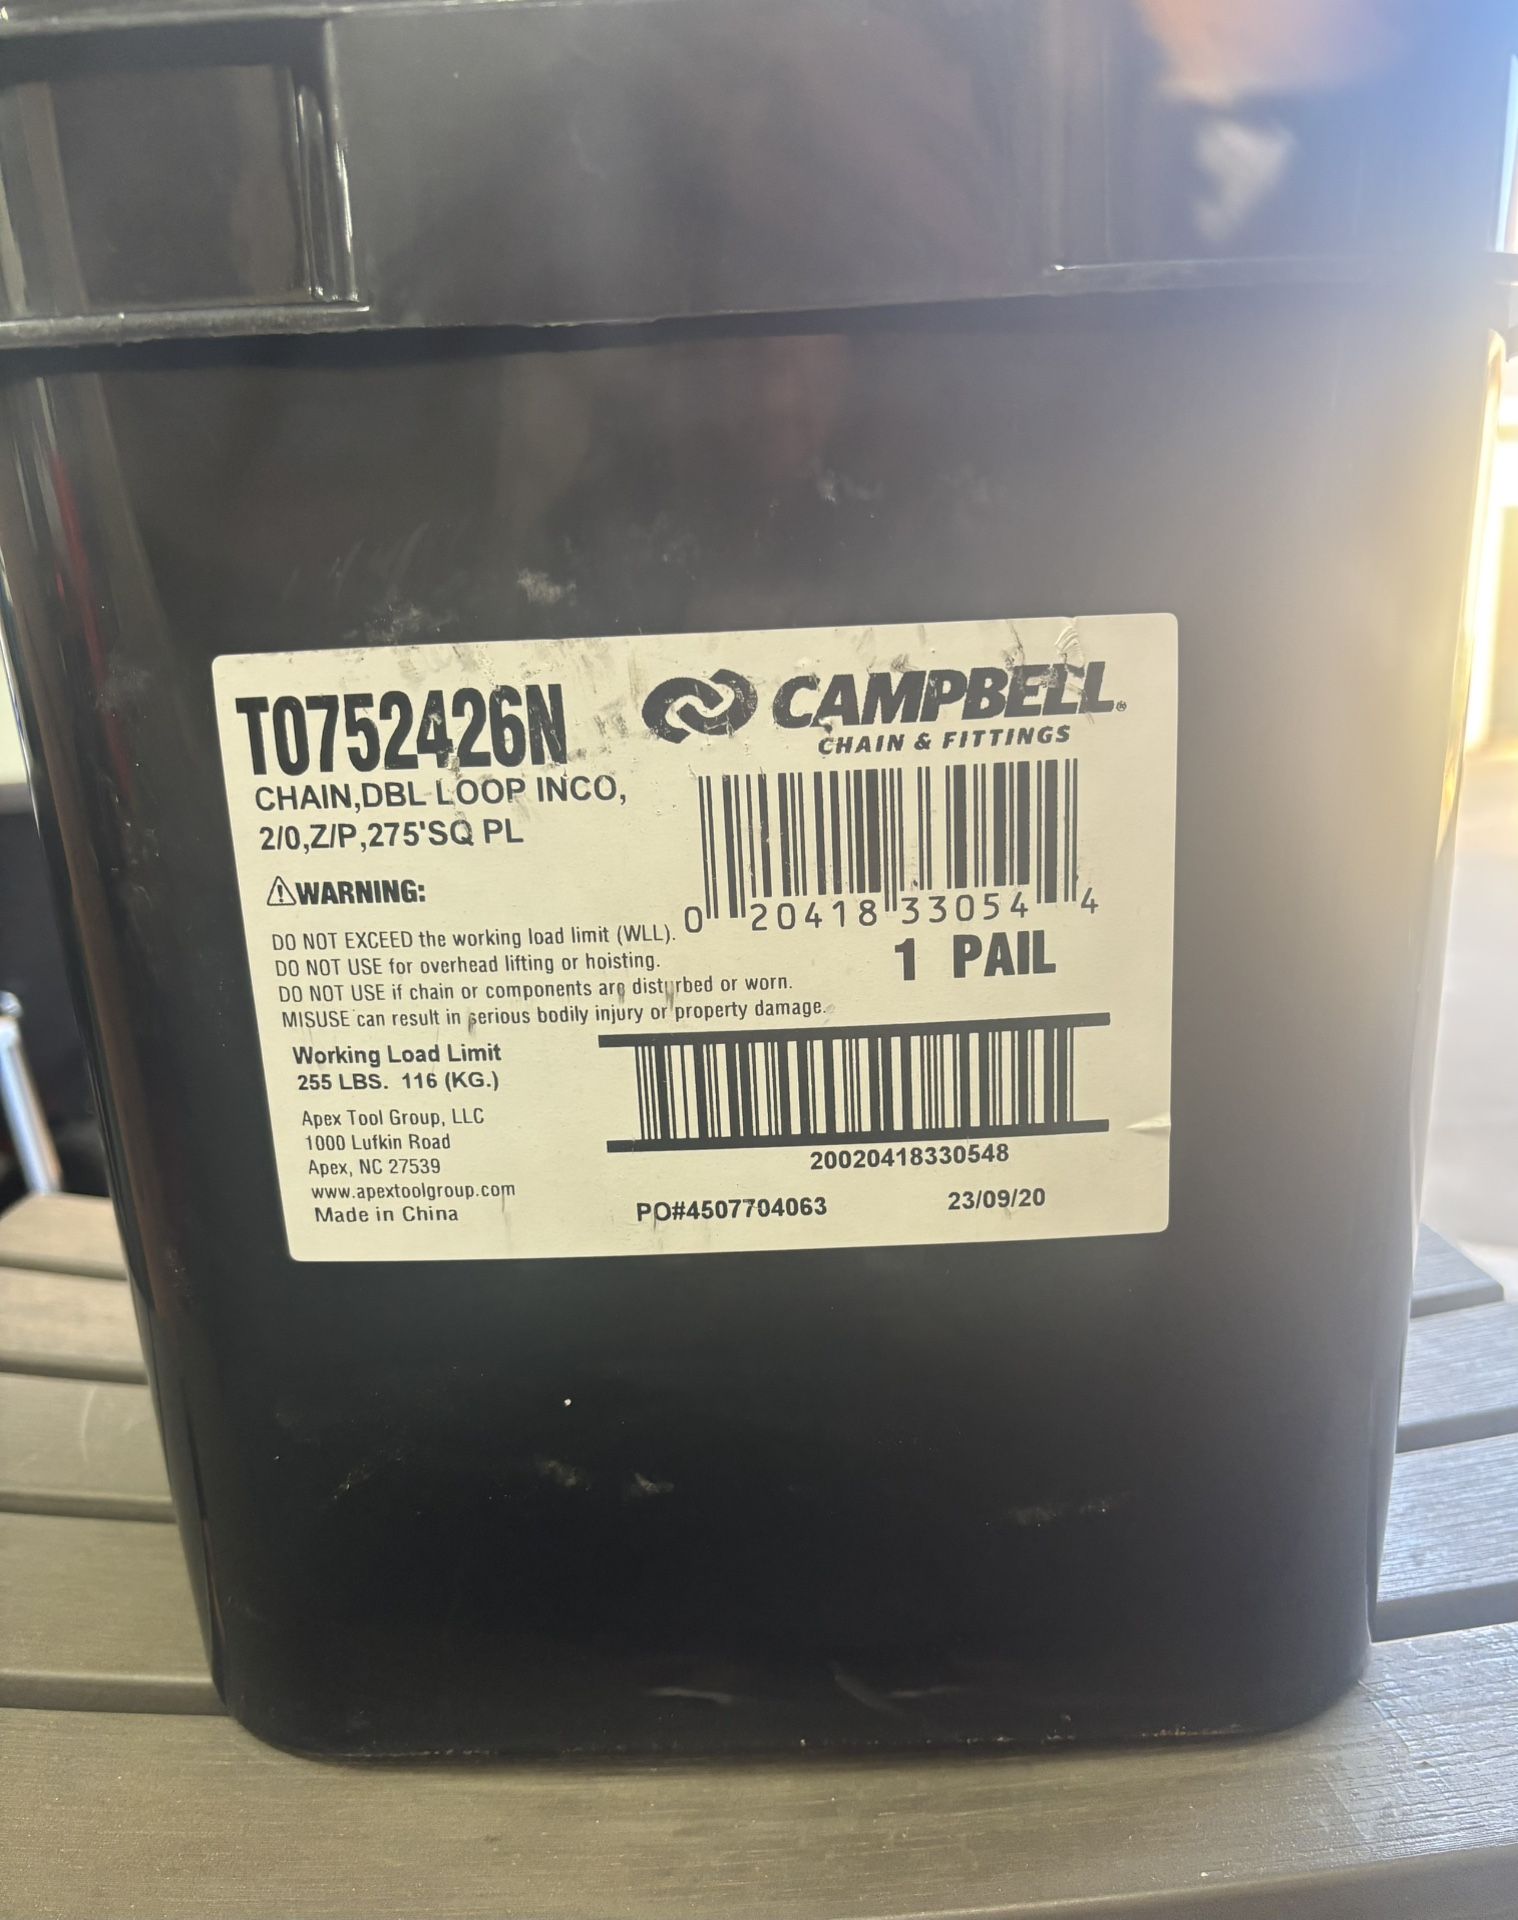 T0752426N
CAMPBELL®
CHAIN & FITTINGS
CHAIN,DBL LOOP INCO,
2/0,Z/P,275'SQ PL
0 20418 33054 4
1 PAIL
⚠WARNING:
DO NOT EXCEED the working load limit (WLL).
DO NOT USE for overhead lifting or hoisting.
DO NOT USE if chain or components are disturbed or worn.
MISUSE can result in serious bodily injury or property damage.
Working Load Limit
255 LBS. 116 (KG.)
Apex Tool Group, LLC
1000 Lufkin Road
Apex, NC 27539
www.apextoolgroup.com
Made in China
20020418330548
PO#4507704063 23/09/20